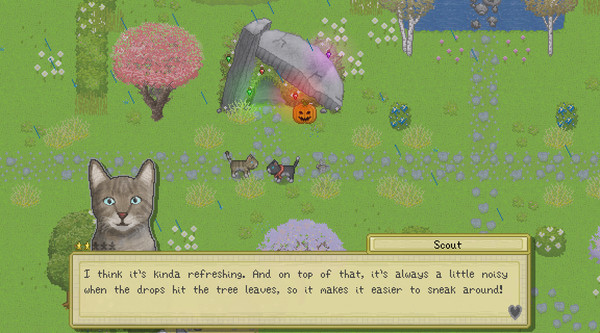 Scout
I think it's kinda refreshing. And on top of that, it's always a little noisy
when the drops hit the tree leaves, so it makes it easier to sneak around!